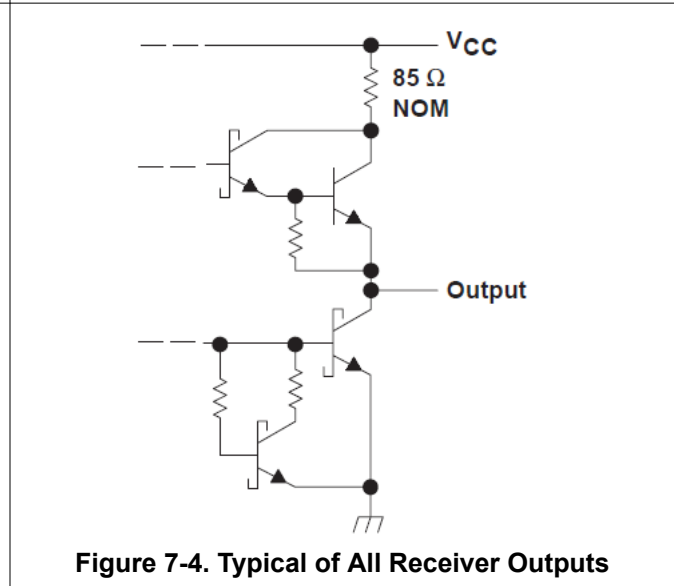 VCC
85 Ω
NOM
Output
Figure 7-4. Typical of All Receiver Outputs